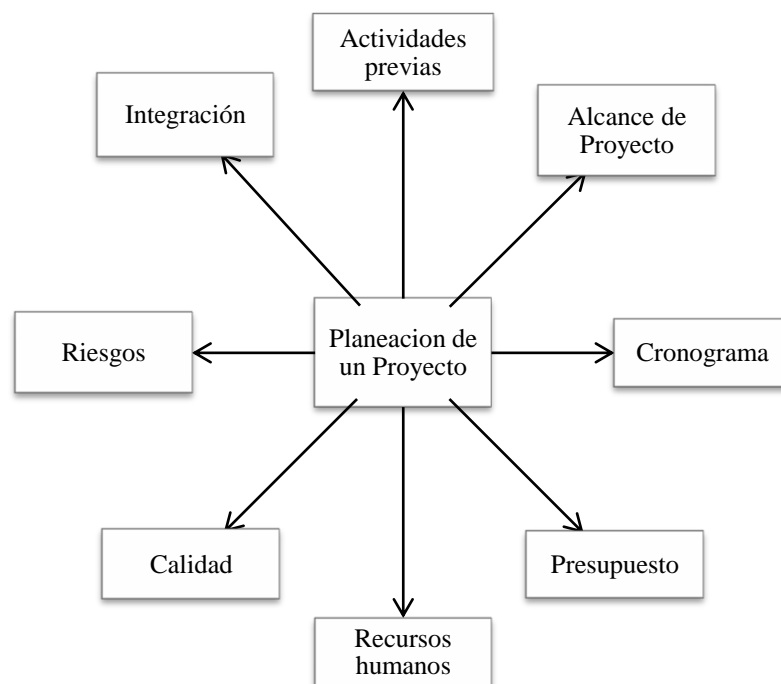 Actividades
previas
Integración
Alcance de
Proyecto
Planeacion de
un Proyecto
Riesgos
Cronograma
Calidad
Presupuesto
Recursos
humanos